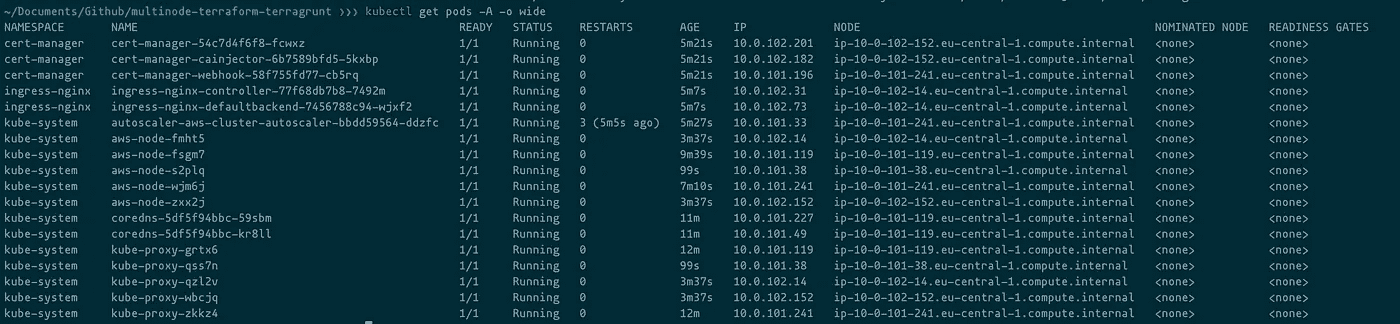 ~/Documents/Github/multinode-terraform-terragrunt ❯❯❯ kubectl get pods -A -o wide
NAMESPACE NAME READY STATUS RESTARTS AGE IP NODE NOMINATED NODE READINESS GATES
cert-manager cert-manager-54c7d4f6f8-fcwxz 1/1 Running 0 5m21s 10.0.102.201 ip-10-0-102-152.eu-central-1.compute.internal <none> <none>
cert-manager cert-manager-cainjector-6b7589bfd5-5kxbp 1/1 Running 0 5m21s 10.0.102.182 ip-10-0-102-152.eu-central-1.compute.internal <none> <none>
cert-manager cert-manager-webhook-58f755fd77-cb5rq 1/1 Running 0 5m21s 10.0.101.196 ip-10-0-101-241.eu-central-1.compute.internal <none> <none>
ingress-nginx ingress-nginx-controller-77f68db7b8-7492m 1/1 Running 0 5m7s 10.0.102.31 ip-10-0-102-14.eu-central-1.compute.internal <none> <none>
ingress-nginx ingress-nginx-defaultbackend-7456788c94-wjxf2 1/1 Running 0 5m7s 10.0.102.73 ip-10-0-102-14.eu-central-1.compute.internal <none> <none>
kube-system autoscaler-aws-cluster-autoscaler-bbdd59564-ddzfc 1/1 Running 3 (5m5s ago) 5m27s 10.0.101.33 ip-10-0-101-241.eu-central-1.compute.internal <none> <none>
kube-system aws-node-fmht5 1/1 Running 0 3m37s 10.0.102.14 ip-10-0-102-14.eu-central-1.compute.internal <none> <none>
kube-system aws-node-fsgm7 1/1 Running 0 9m39s 10.0.101.119 ip-10-0-101-119.eu-central-1.compute.internal <none> <none>
kube-system aws-node-s2plq 1/1 Running 0 99s 10.0.101.38 ip-10-0-101-38.eu-central-1.compute.internal <none> <none>
kube-system aws-node-wjm6j 1/1 Running 0 7m10s 10.0.101.241 ip-10-0-101-241.eu-central-1.compute.internal <none> <none>
kube-system aws-node-zxx2j 1/1 Running 0 3m37s 10.0.102.152 ip-10-0-102-152.eu-central-1.compute.internal <none> <none>
kube-system coredns-5df5f94bbc-59sbm 1/1 Running 0 11m 10.0.101.227 ip-10-0-101-119.eu-central-1.compute.internal <none> <none>
kube-system coredns-5df5f94bbc-kr8ll 1/1 Running 0 11m 10.0.101.49 ip-10-0-101-119.eu-central-1.compute.internal <none> <none>
kube-system kube-proxy-grtx6 1/1 Running 0 12m 10.0.101.119 ip-10-0-101-119.eu-central-1.compute.internal <none> <none>
kube-system kube-proxy-qss7n 1/1 Running 0 99s 10.0.101.38 ip-10-0-101-38.eu-central-1.compute.internal <none> <none>
kube-system kube-proxy-qzl2v 1/1 Running 0 3m37s 10.0.102.14 ip-10-0-102-14.eu-central-1.compute.internal <none> <none>
kube-system kube-proxy-wbcjq 1/1 Running 0 3m37s 10.0.102.152 ip-10-0-102-152.eu-central-1.compute.internal <none> <none>
kube-system kube-proxy-zkkz4 1/1 Running 0 12m 10.0.101.241 ip-10-0-101-241.eu-central-1.compute.internal <none> <none>